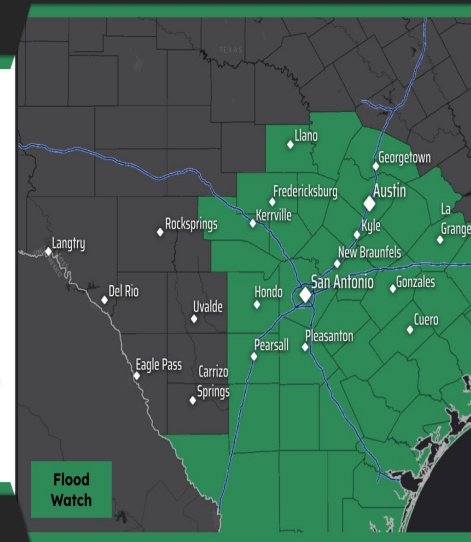 TEXAS
Llano
Georgetown
Fredericksburg
Austin
Kerrville
La
Grange
Rocksprings
Kyle
Langtry
New Braunfels
San Antonio
Del Rio
Hondo
Gonzales
Uvalde
Cuero
Pleasanton
Pearsall
Eagle Pass
Carrizo
Springs
Flood
Watch